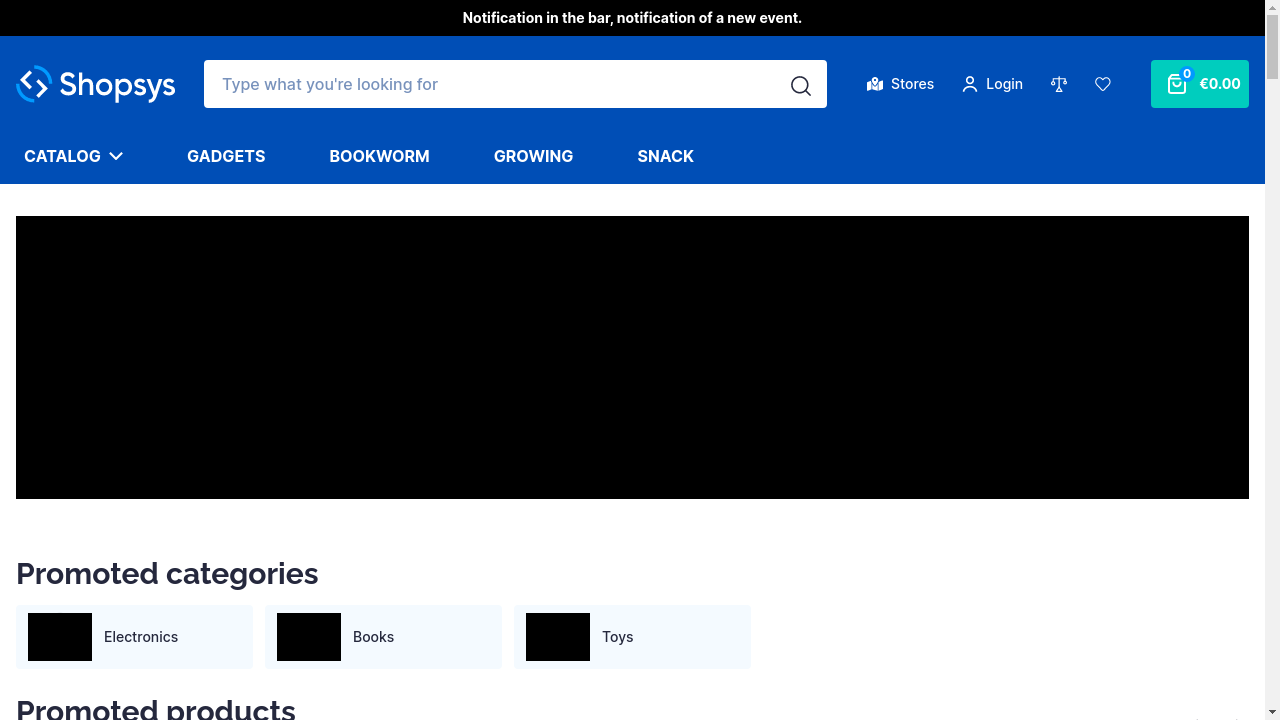 Notification in the bar, notification of a new event.
Shopsys
Type what you're looking for
Stores
Login
0
€0.00
CATALOG
GADGETS
BOOKWORM
GROWING
SNACK
Promoted categories
Electronics
Books
Toys
Promoted products